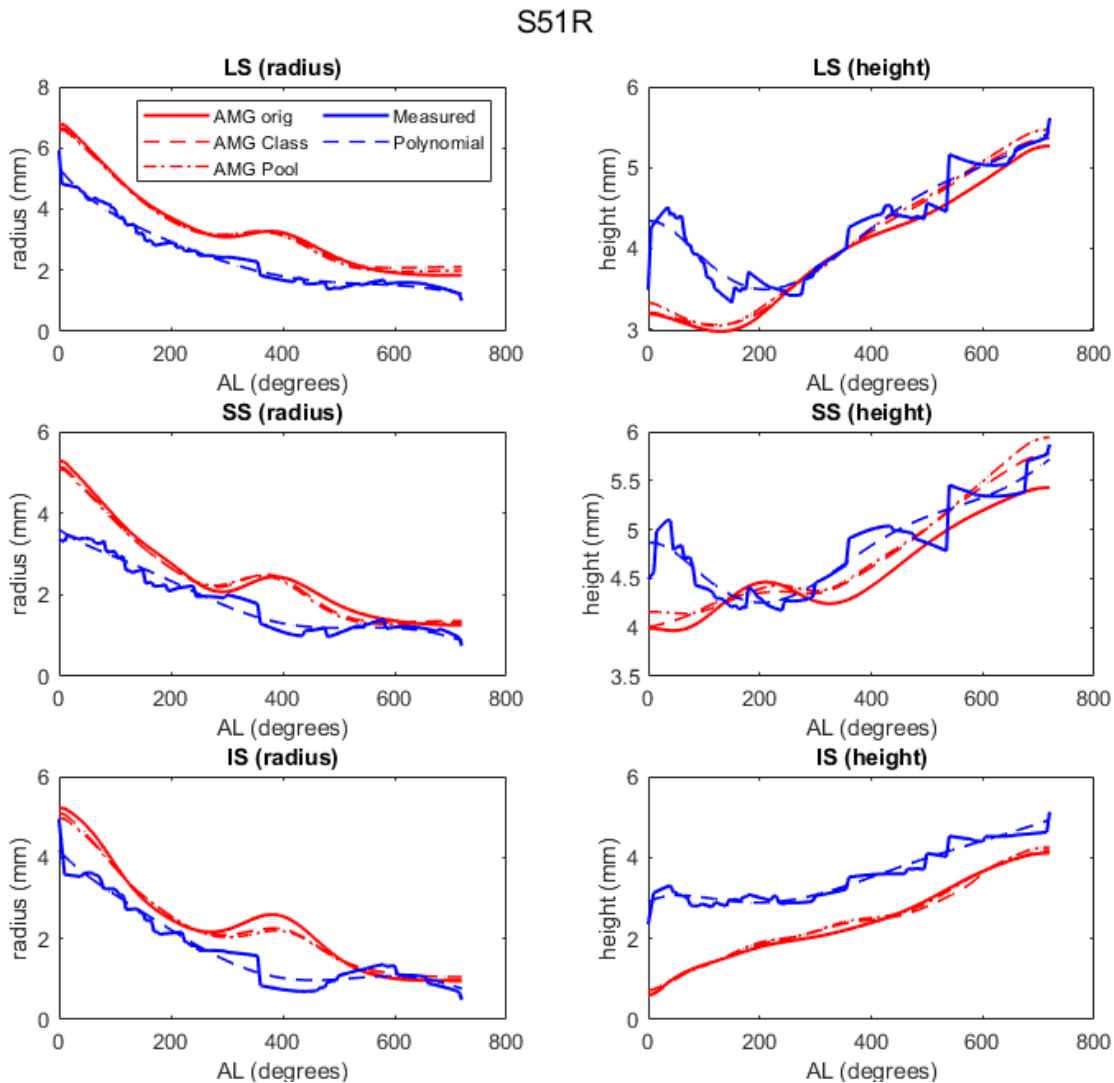 S51R
LS (radius)
8
6
4
2
0
radius (mm)
AMG orig
AMG Class
AMG Pool
Measured
Polynomial
0 200 400 600 800
AL (degrees)
LS (height)
6
5
4
3
height (mm)
0 200 400 600 800
AL (degrees)
SS (radius)
6
4
2
0
radius (mm)
0 200 400 600 800
AL (degrees)
SS (height)
6
5.5
5
4.5
4
3.5
height (mm)
0 200 400 600 800
AL (degrees)
IS (radius)
6
4
2
0
radius (mm)
0 200 400 600 800
AL (degrees)
IS (height)
6
4
2
0
height (mm)
0 200 400 600 800
AL (degrees)